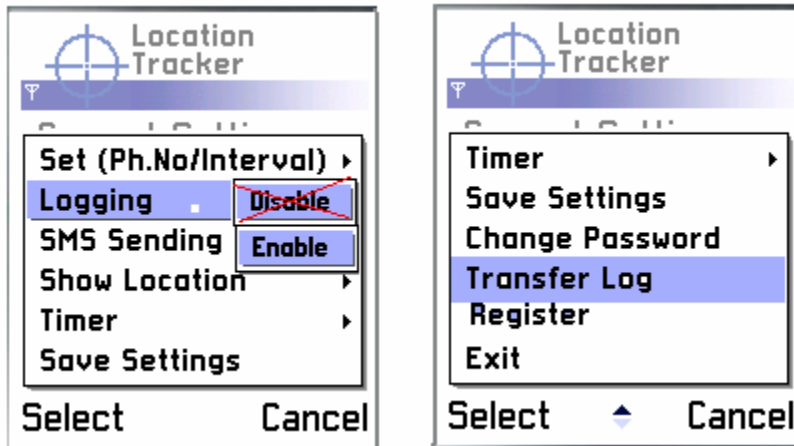 Location
Tracker
Set (Ph.No/Interval)
Logging
Disable
SMS Sending
Enable
Show Location
Timer
Save Settings
Select Cancel
Location
Tracker
Timer
Save Settings
Change Password
Transfer Log
Register
Exit
Select Cancel